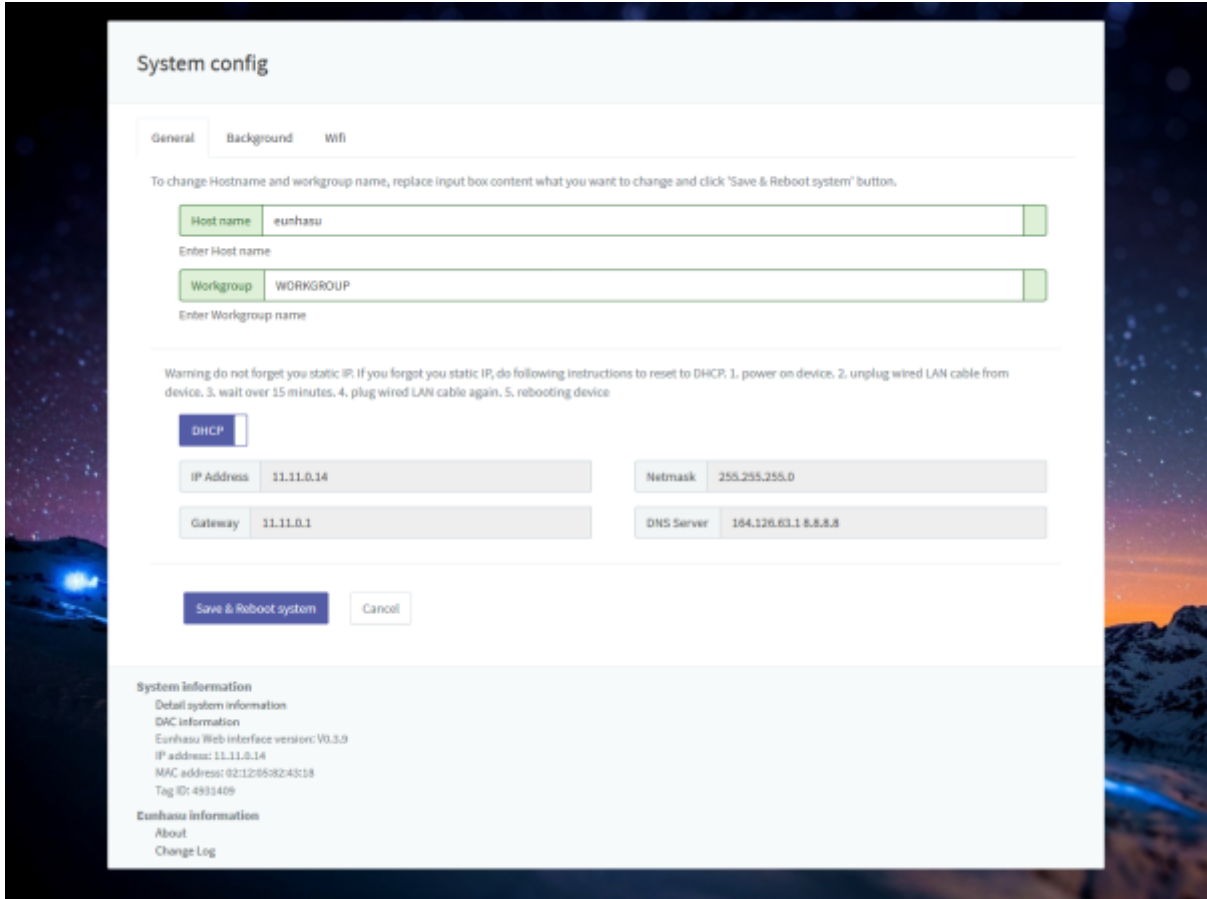 System config
General Background Wifi
To change Hostname and workgroup name, replace input box content what you want to change and click 'Save & Reboot system' button.
Host name eunhasu
Enter Host name
Workgroup WORKGROUP
Enter Workgroup name
Warning do not forget you static IP. If you forgot you static IP, do following instructions to reset to DHCP. 1. power on device. 2. unplug wired LAN cable from
device. 3. wait over 15 minutes. 4. plug wired LAN cable again. 5. rebooting device
DHCP
IP Address 11.11.0.14 Netmask 255.255.255.0
Gateway 11.11.0.1 DNS Server 164.126.63.1 8.8.8.8
Save & Reboot system Cancel
System information
Detail system information
DAC information
Eunhasu Web interface version: V0.3.9
IP address: 11.11.0.14
MAC address: 02:12:05:82:43:18
Tag ID: 4931409
Eunhasu information
About
Change Log